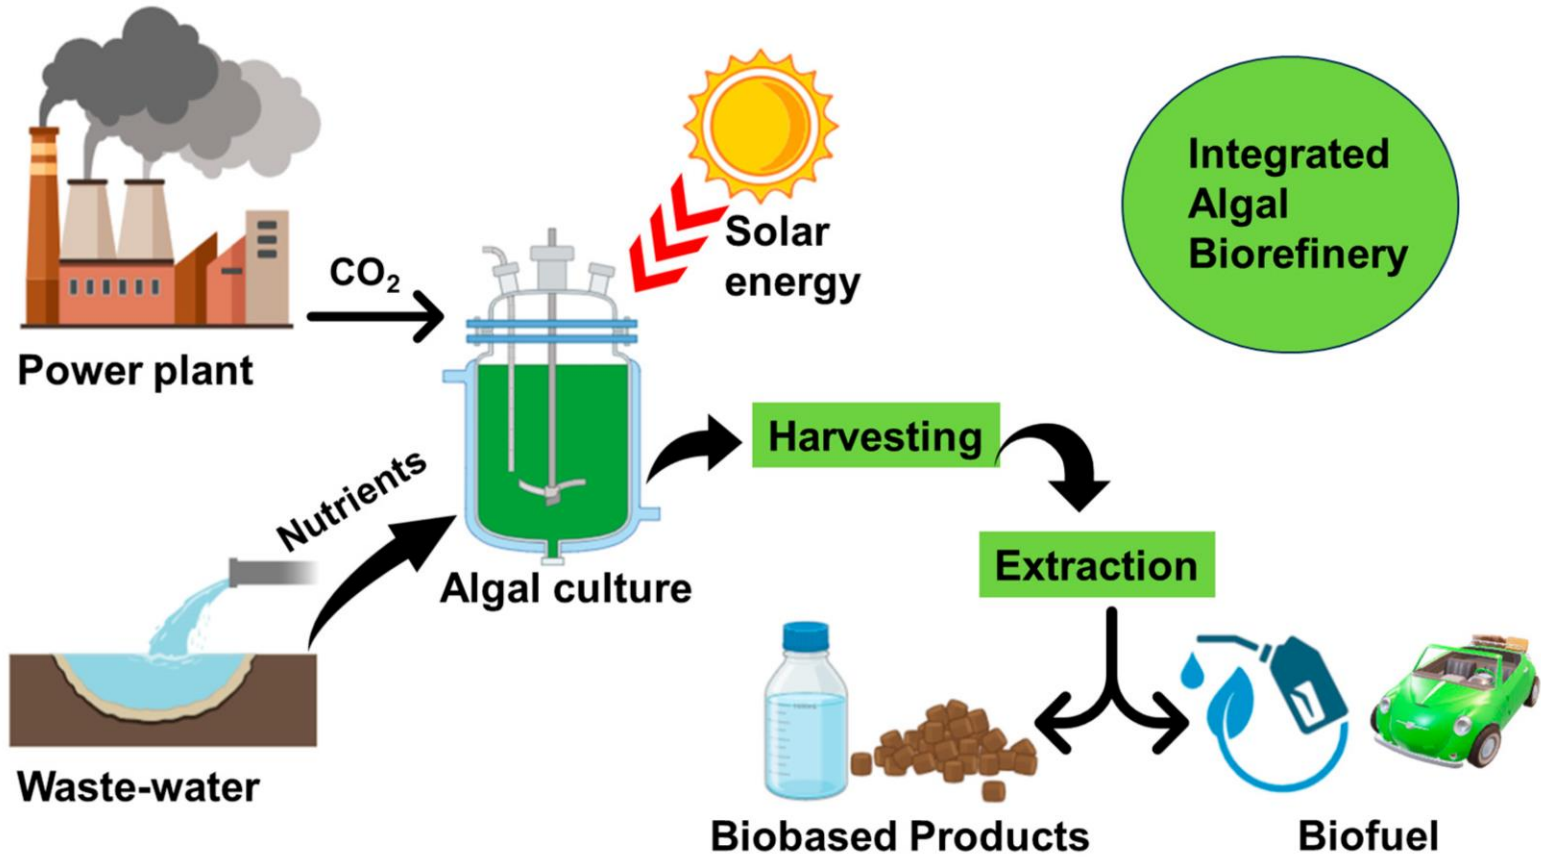 Integrated
Algal
Biorefinery
Solar
energy
CO₂
Power plant
Harvesting
Nutrients
Extraction
Algal culture
Waste-water
Biobased Products
Biofuel